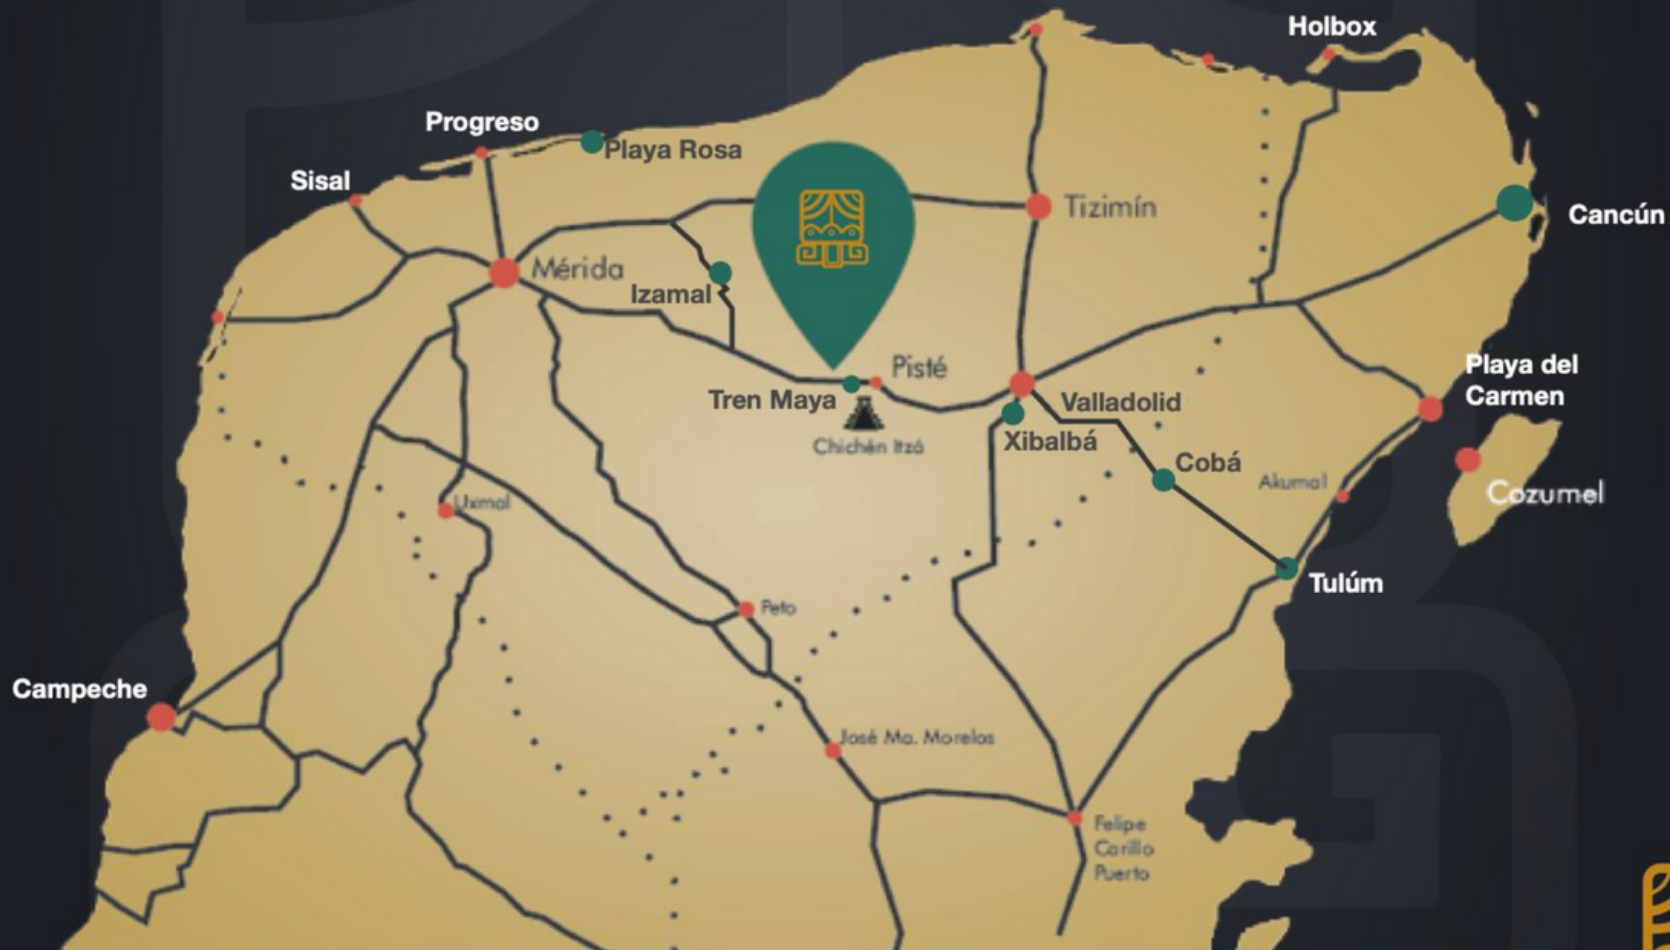 Holbox
Progreso
Playa Rosa
Sisal
Tizimín
Cancún
Mérida
Izamal
Pisté
Playa del
Carmen
Tren Maya
Valladolid
Chichén Itzá
Xibalbá
Cobá
Akumal
Cozumel
Uxmal
Tulúm
Peto
Campeche
José Ma. Morelos
Felipe
Carillo
Puerto